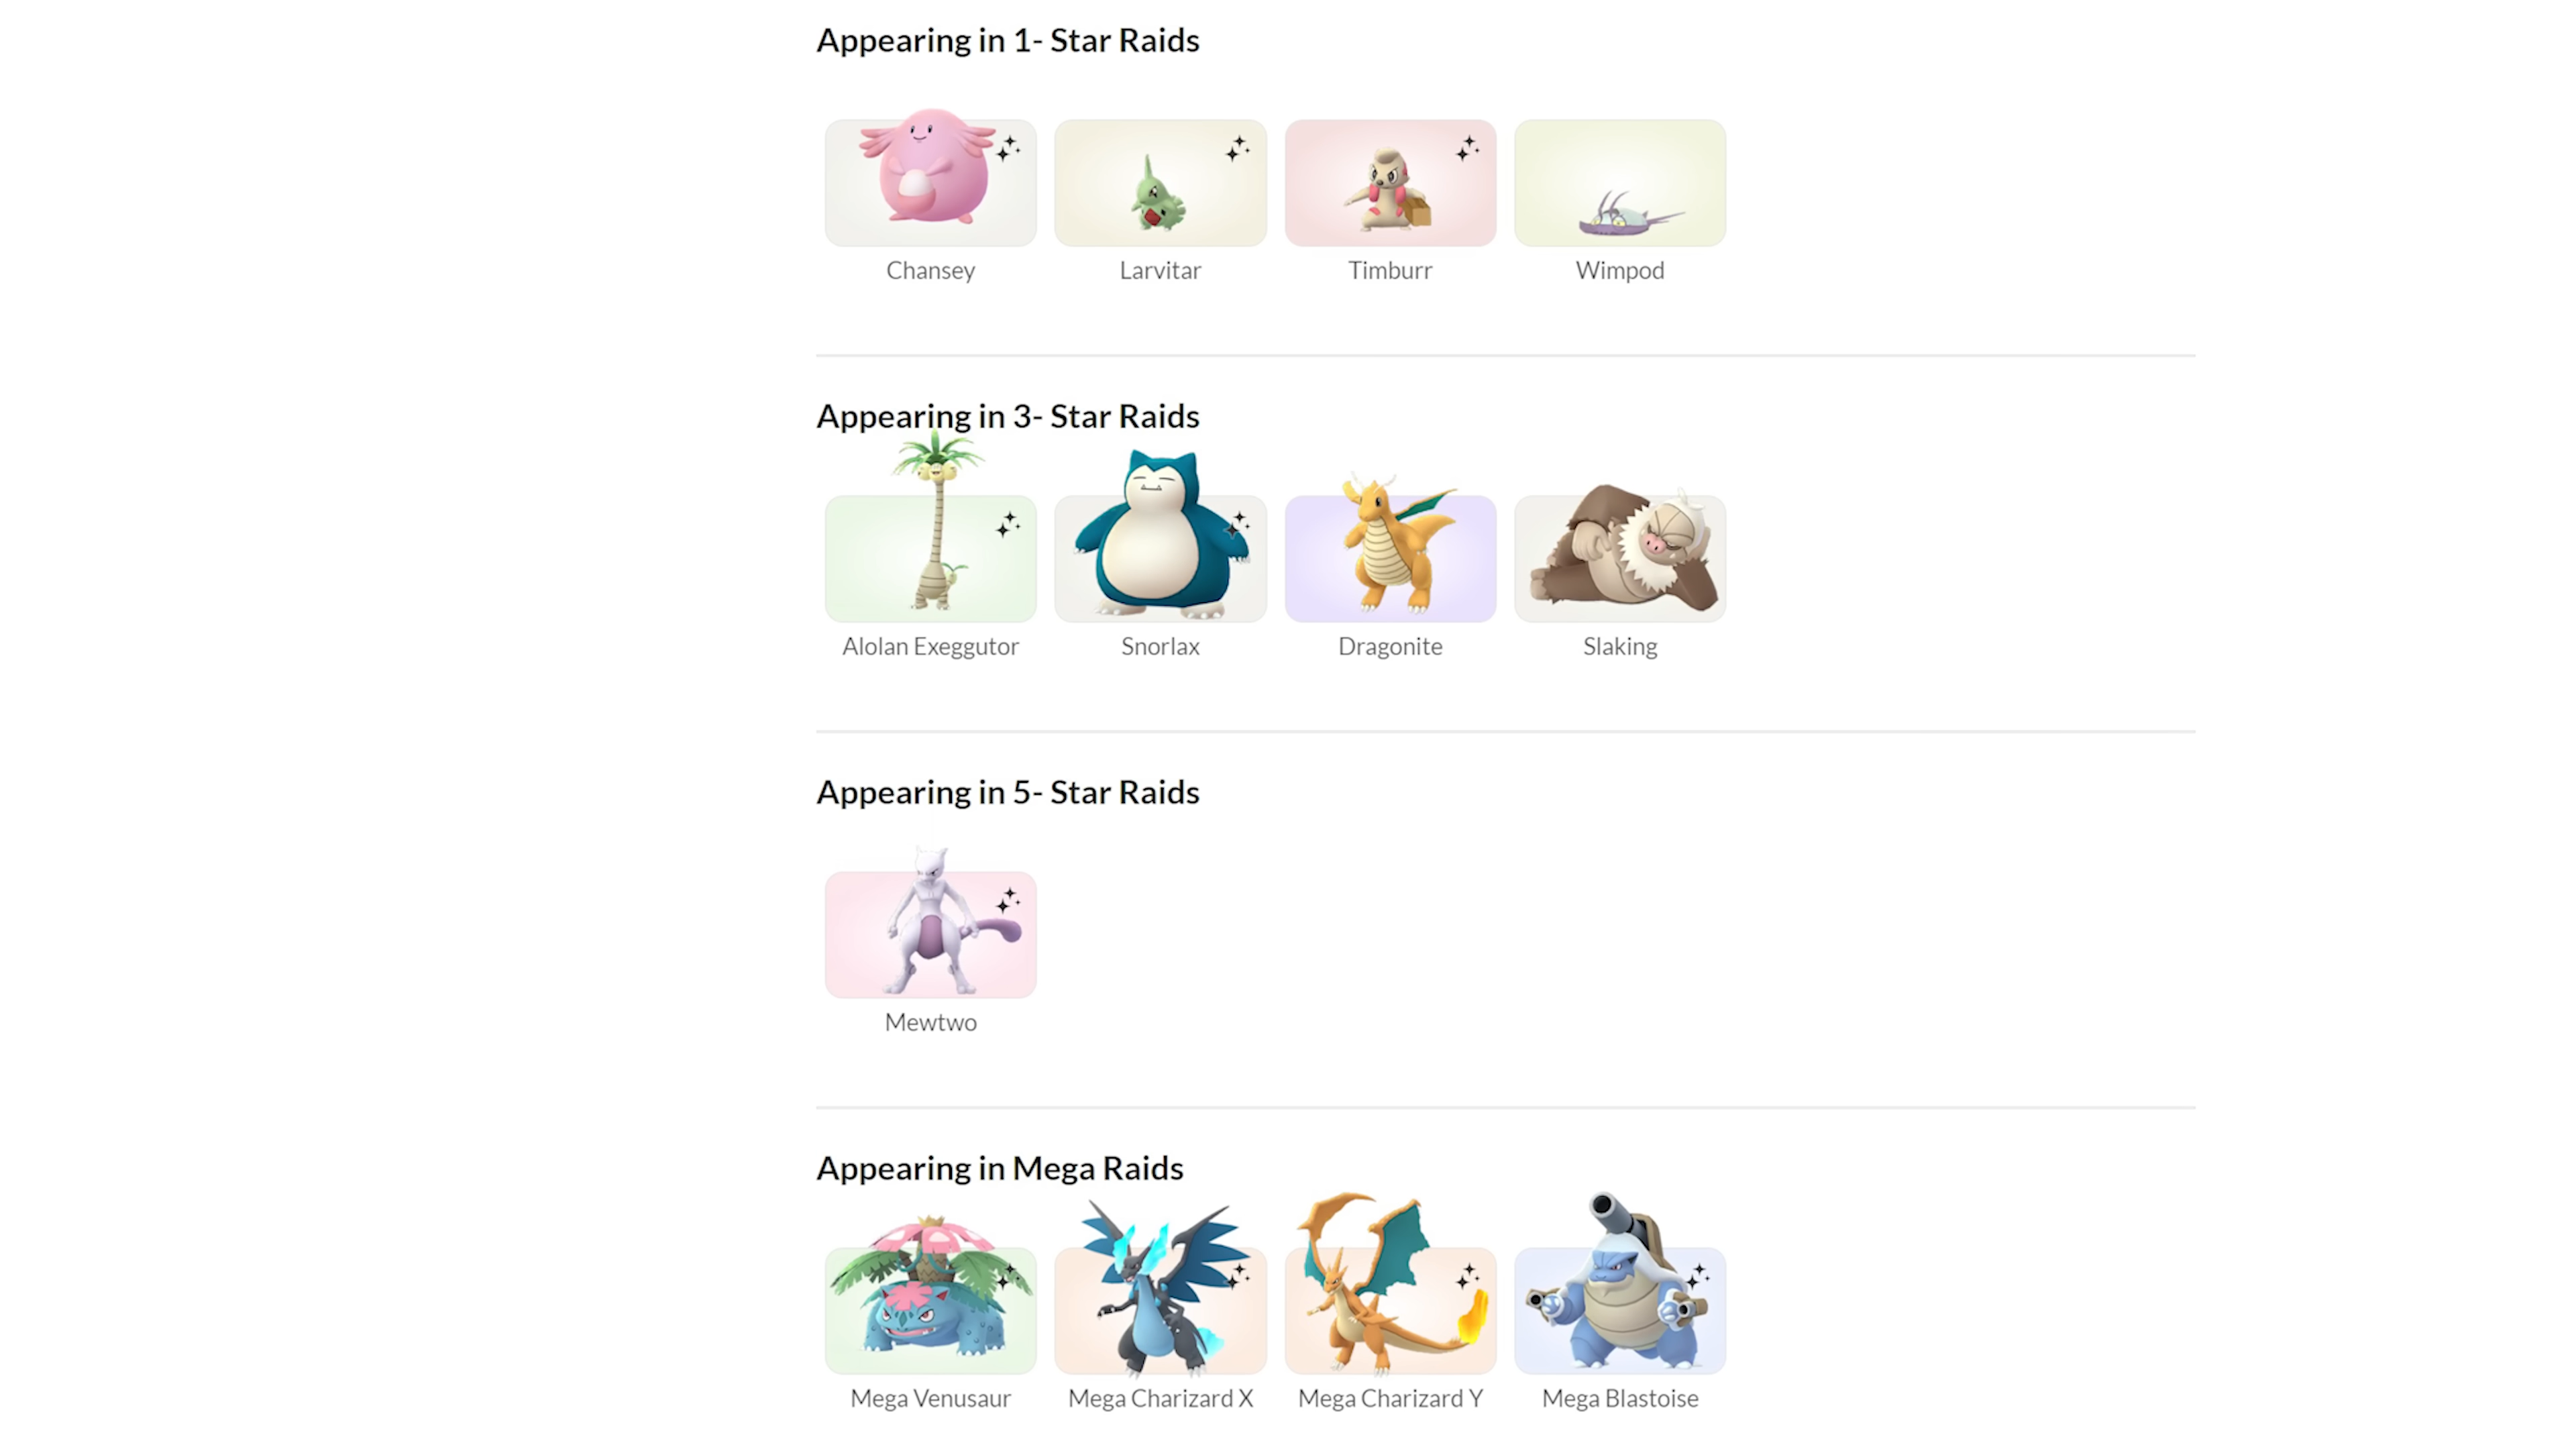 Appearing in 1- Star Raids
Chansey
Larvitar
Timburr
Wimpod
Appearing in 3- Star Raids
Alolan Exeggutor
Snorlax
Dragonite
Slaking
Appearing in 5- Star Raids
Mewtwo
Appearing in Mega Raids
Mega Venusaur
Mega Charizard X
Mega Charizard Y
Mega Blastoise